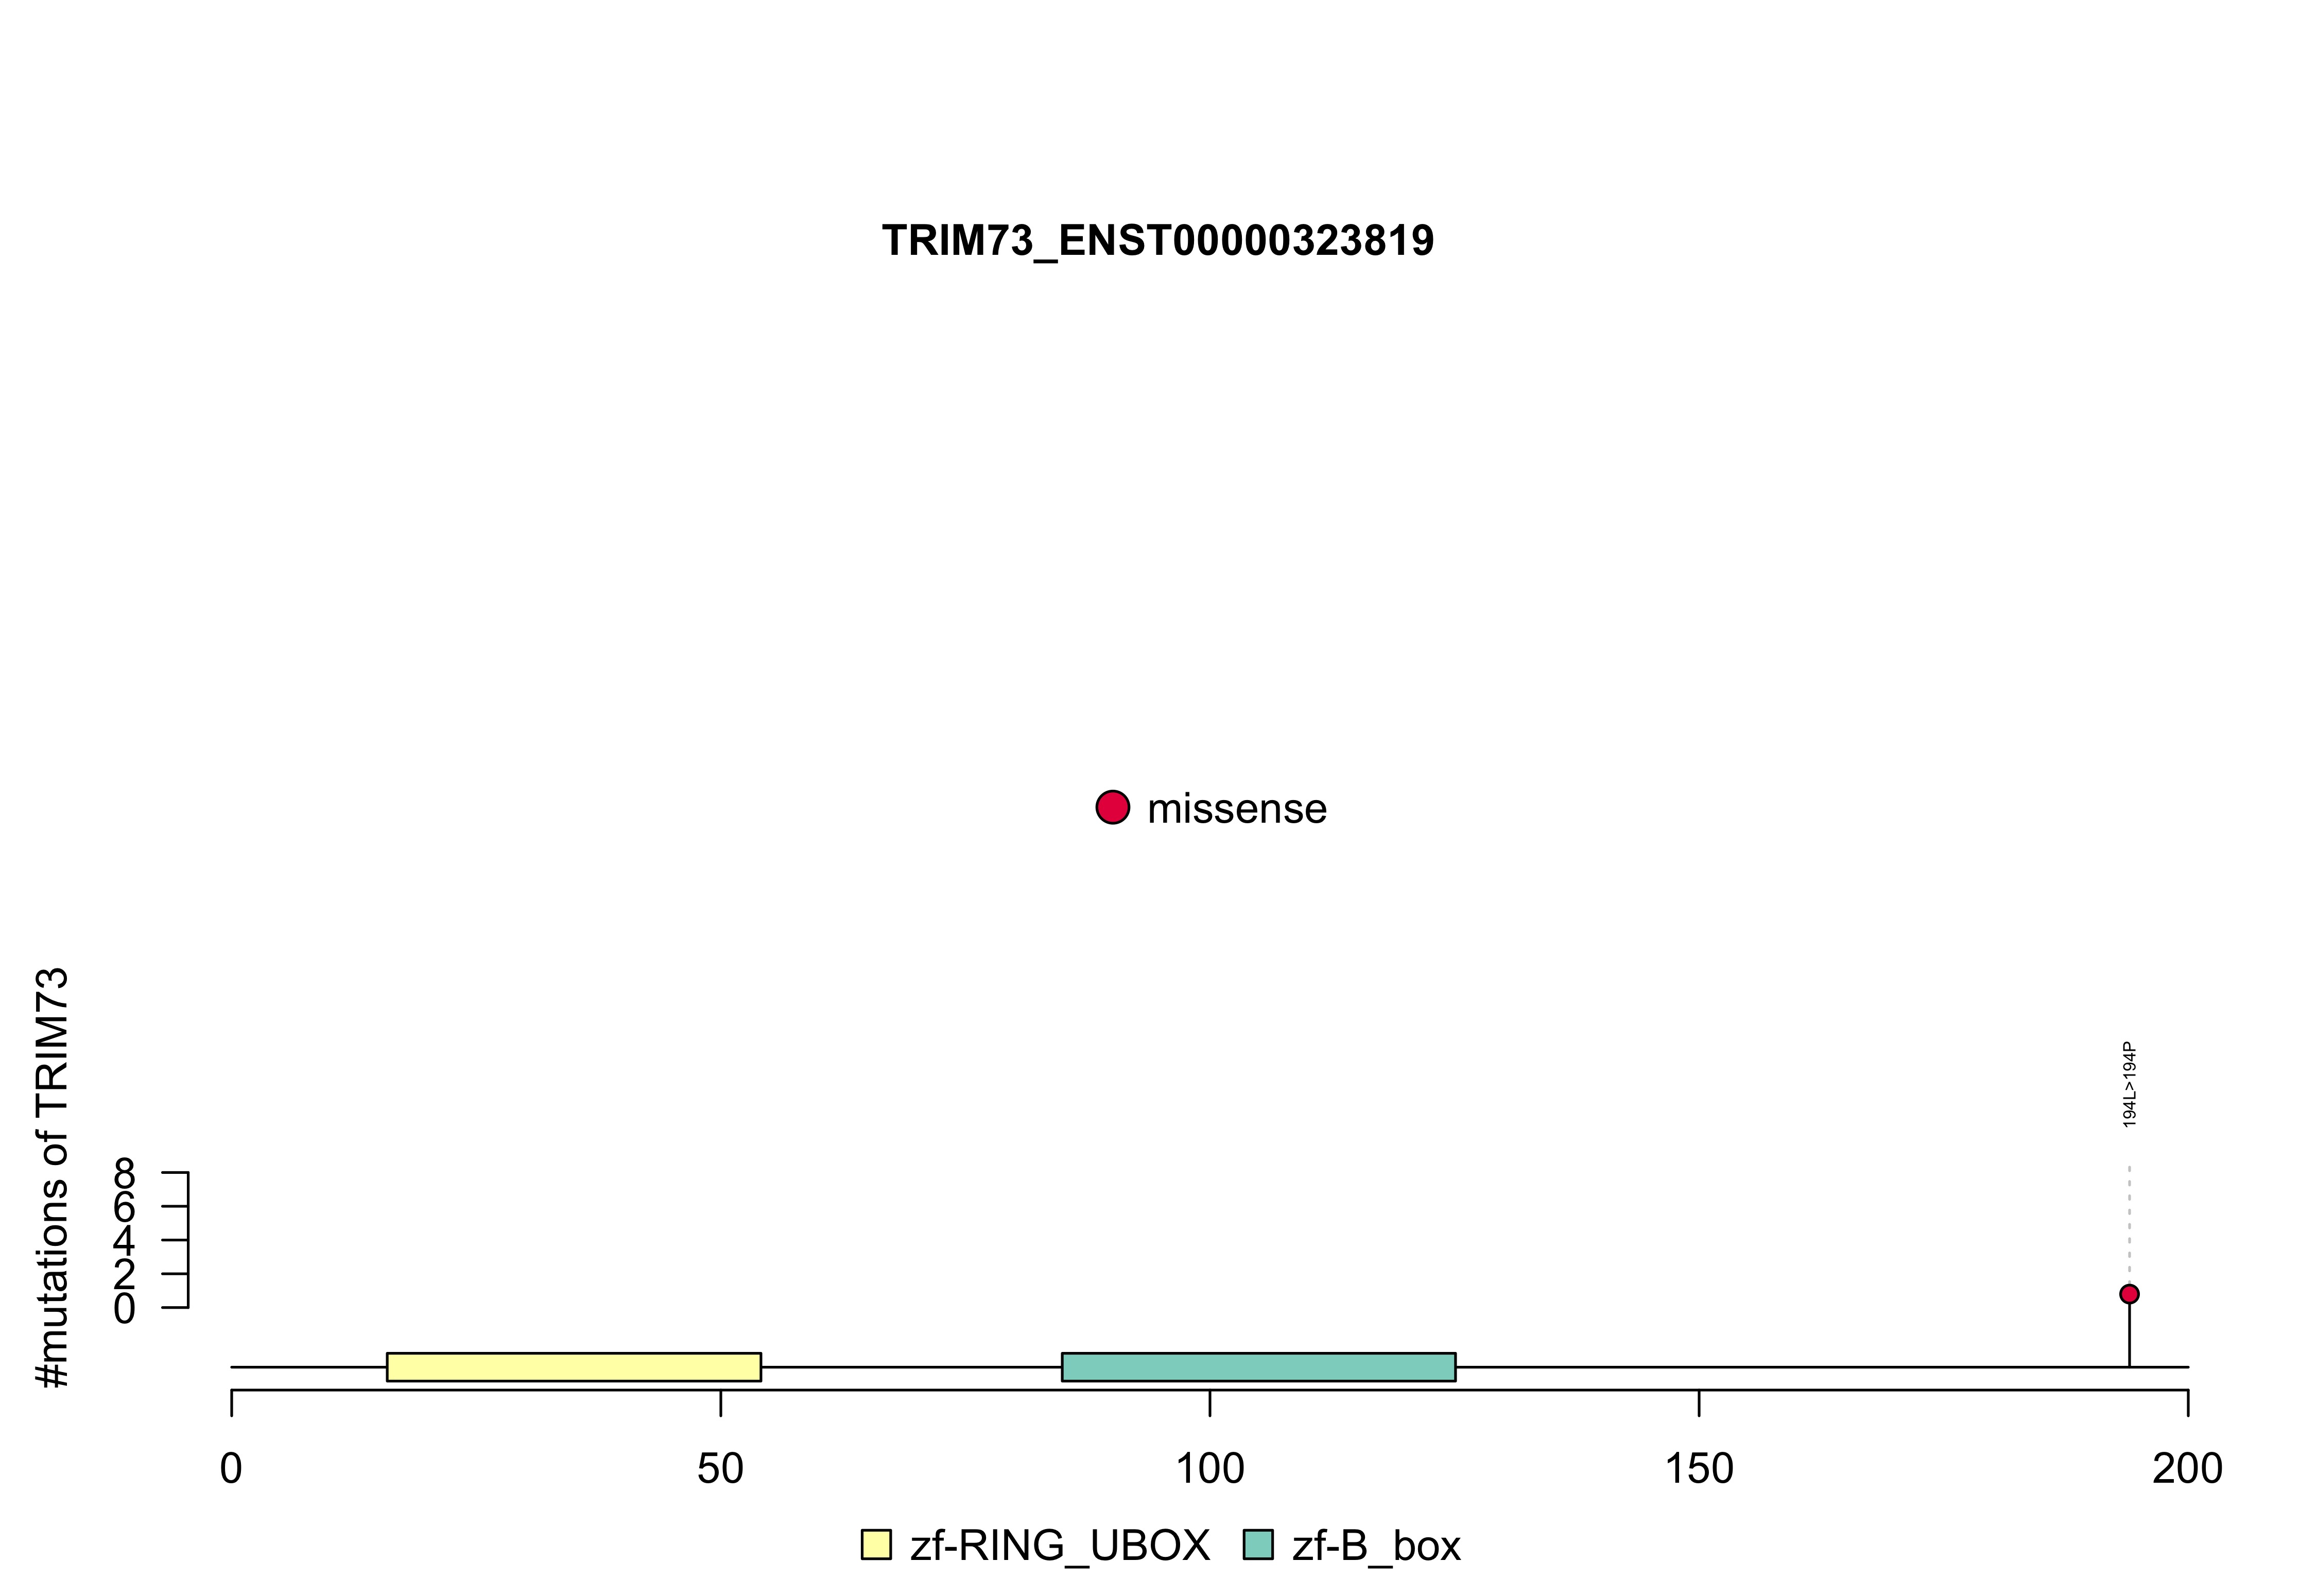 TRIM73_ENST00000323819
missense
#mutations of TRIM73
194L>194P
8
6
4
2
0
0 50 100 150 200
zf-RING_UBOX zf-B_box